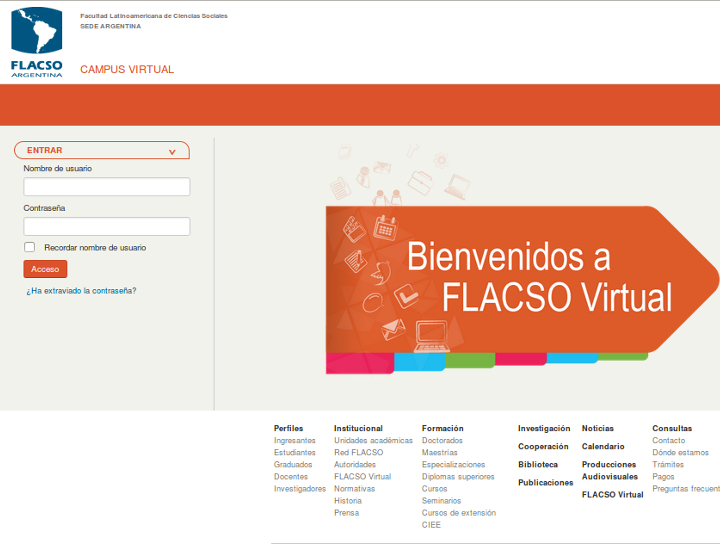 Facultad Latinoamericana de Ciencias Sociales
SEDE ARGENTINA
FLACSO
ARGENTINA
CAMPUS VIRTUAL
ENTRAR
Nombre de usuario
Contraseña
Recordar nombre de usuario
Acceso
¿Ha extraviado la contraseña?
Bienvenidos a
FLACSO Virtual
Perfiles
Ingresantes
Estudiantes
Graduados
Docentes
Investigadores
Institucional
Unidades académicas
Red FLACSO
Autoridades
FLACSO Virtual
Normativas
Historia
Prensa
Formación
Doctorados
Maestrías
Especializaciones
Diplomas superiores
Cursos
Seminarios
Cursos de extensión
CIEE
Investigación
Cooperación
Biblioteca
Publicaciones
Noticias
Calendario
Producciones
Audiovisuales
FLACSO Virtual
Consultas
Contacto
Dónde estamos
Trámites
Pagos
Preguntas frecuent